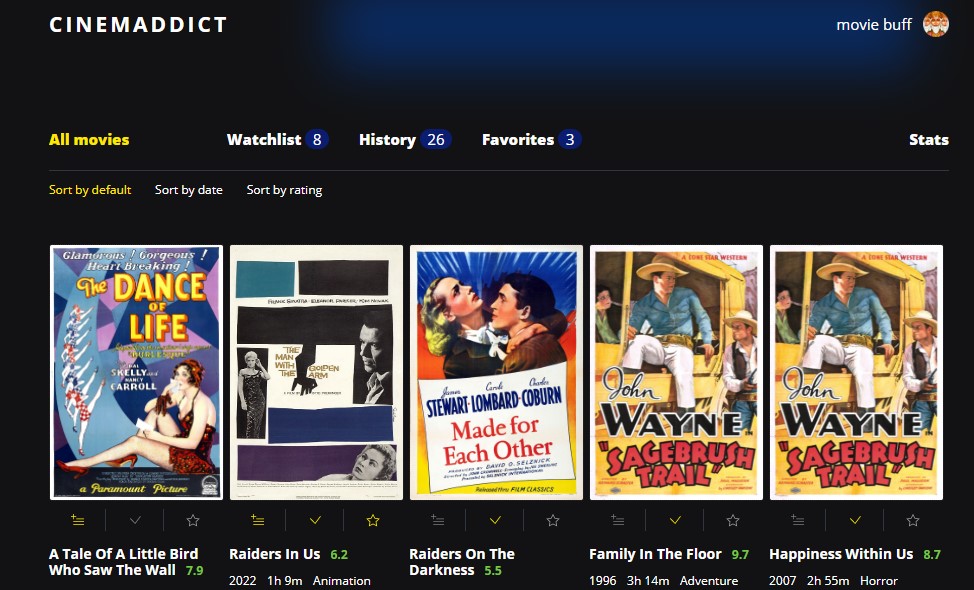 CINEMADDICT
movie buff
All movies
Watchlist 8
History 26
Favorites 3
Stats
Sort by default
Sort by date
Sort by rating
Glamorous! Gorgeous!
Heart Breaking!
The DANCE
OF
LIFE
HAL
SKELLY and
NANCY
CARROLL
a Paramount Picture
FRANK SINATRA · ELEANOR PARKER · KIM NOVAK
THE
MAN
WITH
THE GOLDEN
ARM
James Carole Charles
STEWART · LOMBARD · COBURN
Made for
Each Other
PRODUCED BY DAVID O. SELZNICK
Released thru FILM CLASSICS
A LONE STAR WESTERN
John
WAYNE
IN
"SAGEBRUSH
TRAIL"
A LONE STAR WESTERN
John
WAYNE
IN
"SAGEBRUSH
TRAIL"
A Tale Of A Little Bird
Who Saw The Wall 7.9
Raiders In Us 6.2
2022 1h 9m Animation
Raiders On The
Darkness 5.5
Family In The Floor 9.7
1996 3h 14m Adventure
Happiness Within Us 8.7
2007 2h 55m Horror